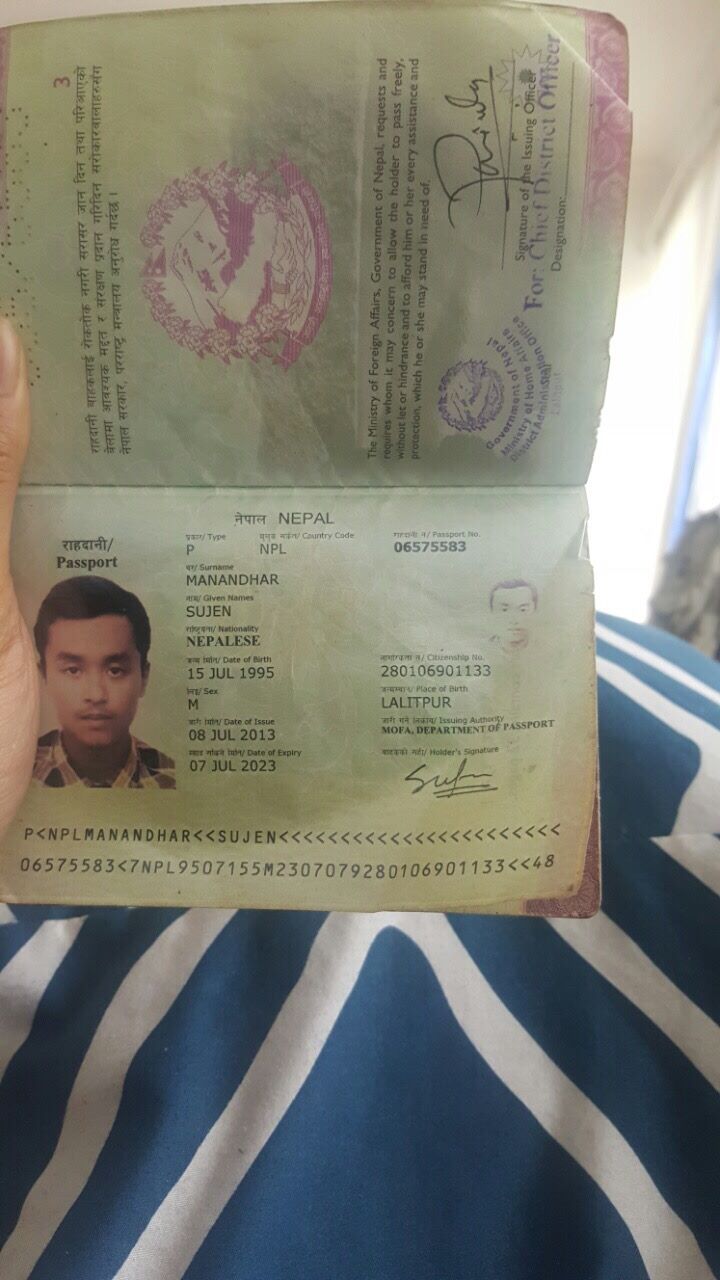 3
राहदानी बाहकलाई रोकतोक नगरी सरासर जान दिन तथा परिआएको
बेलामा आवश्यक मद्दत र संरक्षण प्रदान गरिदिन सरोकारवालाहरुसँग
नेपाल सरकार, परराष्ट्र मन्त्रालय अनुरोध गर्दछ ।
The Ministry of Foreign Affairs, Government of Nepal, requests and
requires whom it may concern to allow the holder to pass freely,
without let or hindrance and to afford him or her every assistance and
protection, which he or she may stand in need of.
Signature of the Issuing Officer
For: Chief District Officer
Designation:
Government of Nepal
Ministry of Home Affairs
District Administration Office
Lalitpur
नेपाल NEPAL
राहदानी/
Passport
प्रकार/ Type
P
मुलुक संकेत/ Country Code
NPL
राहदानी नं/ Passport No.
06575583
थर/ Surname
MANANDHAR
नाम/ Given Names
SUJEN
राष्ट्रियता/ Nationality
NEPALESE
जन्म मिति/ Date of Birth
15 JUL 1995
नागरिकता नं/ Citizenship No.
280106901133
लिङ्ग/ Sex
M
जन्मस्थान/ Place of Birth
LALITPUR
जारी मिति/ Date of Issue
08 JUL 2013
जारी गर्ने निकाय/ Issuing Authority
MOFA, DEPARTMENT OF PASSPORT
म्याद सकिने मिति/ Date of Expiry
07 JUL 2023
बाहकको सही/ Holder's Signature
P<NPLMANANDHAR<<SUJEN<<<<<<<<<<<<<<<<<<<<<<<
06575583<7NPL9507155M2307079280106901133<<48